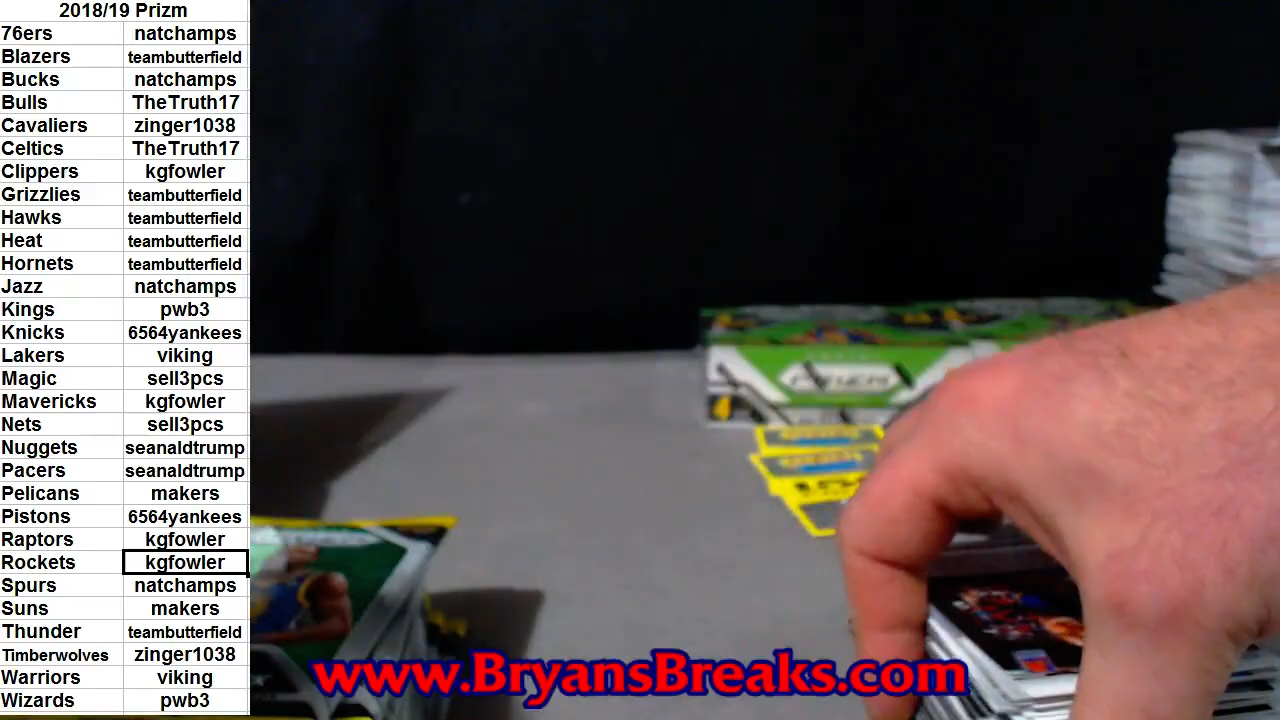 2018/19 Prizm
76ers natchamps
Blazers teambutterfield
Bucks natchamps
Bulls TheTruth17
Cavaliers zinger1038
Celtics TheTruth17
Clippers kgfowler
Grizzlies teambutterfield
Hawks teambutterfield
Heat teambutterfield
Hornets teambutterfield
Jazz natchamps
Kings pwb3
Knicks 6564yankees
Lakers viking
Magic sell3pcs
Mavericks kgfowler
Nets sell3pcs
Nuggets seanaldtrump
Pacers seanaldtrump
Pelicans makers
Pistons 6564yankees
Raptors kgfowler
Rockets kgfowler
Spurs natchamps
Suns makers
Thunder teambutterfield
Timberwolves zinger1038
Warriors viking
Wizards pwb3
PRIZM
4
www.BryansBreaks.com